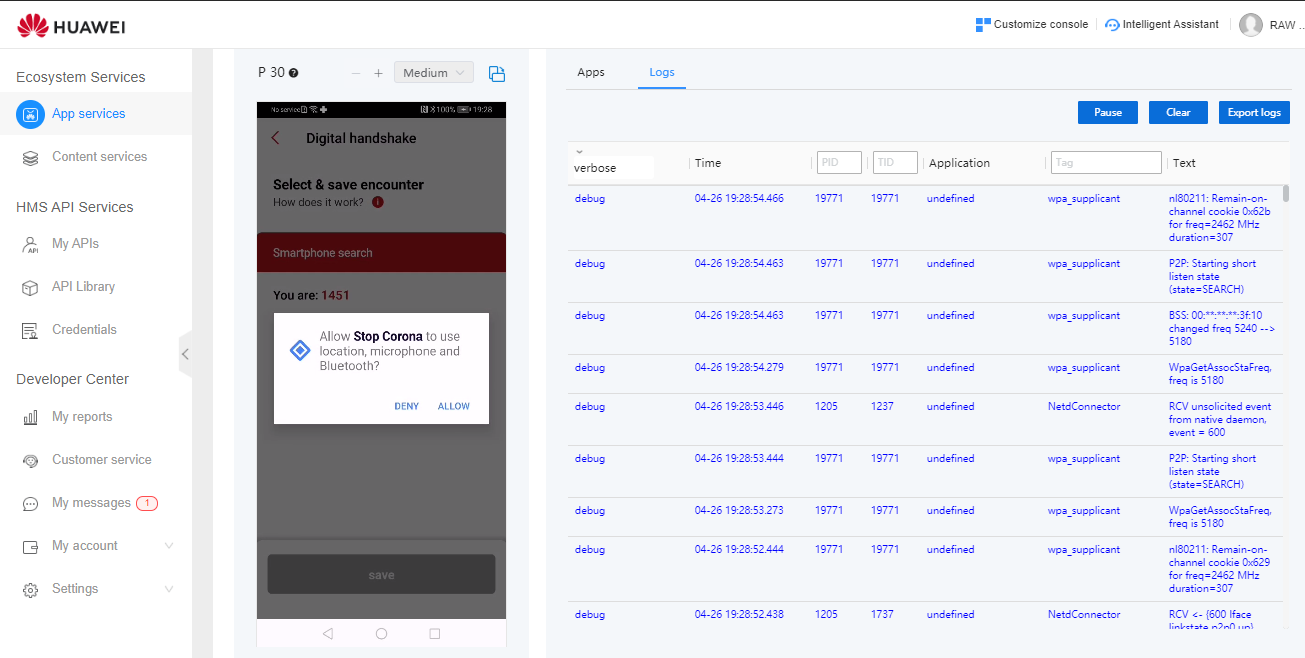 HUAWEI
Customize console
Intelligent Assistant
RAW ..
Ecosystem Services
App services
Content services
HMS API Services
My APIs
API Library
Credentials
Developer Center
My reports
Customer service
My messages 1
My account
Settings
P 30
Medium
No service
100%
19:28
Digital handshake
Select & save encounter
How does it work?
Smartphone search
You are: 1451
Allow Stop Corona to use
location, microphone and
Bluetooth?
DENY ALLOW
save
Apps Logs
Pause Clear Export logs
verbose Time PID TID Application Tag Text
debug 04-26 19:28:54.466 19771 19771 undefined wpa_supplicant nl80211: Remain-on-
channel cookie 0x62b
for freq=2462 MHz
duration=307
debug 04-26 19:28:54.463 19771 19771 undefined wpa_supplicant P2P: Starting short
listen state
(state=SEARCH)
debug 04-26 19:28:54.463 19771 19771 undefined wpa_supplicant BSS: 00:**:**:**:3f:10
changed freq 5240 -->
5180
debug 04-26 19:28:54.279 19771 19771 undefined wpa_supplicant WpaGetAssocStaFreq,
freq is 5180
debug 04-26 19:28:53.446 1205 1237 undefined NetdConnector RCV unsolicited event
from native daemon,
event = 600
debug 04-26 19:28:53.444 19771 19771 undefined wpa_supplicant P2P: Starting short
listen state
(state=SEARCH)
debug 04-26 19:28:53.273 19771 19771 undefined wpa_supplicant WpaGetAssocStaFreq,
freq is 5180
debug 04-26 19:28:52.444 19771 19771 undefined wpa_supplicant nl80211: Remain-on-
channel cookie 0x629
for freq=2462 MHz
duration=307
debug 04-26 19:28:52.438 1205 1737 undefined NetdConnector RCV <- {600 Iface
linkstate p2p0 up}